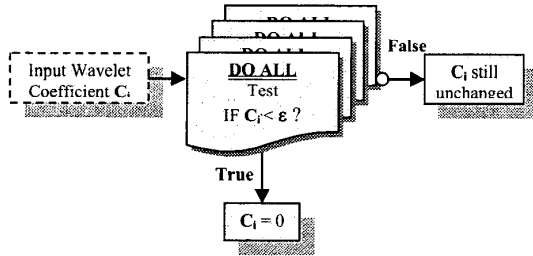 DO ALL
DO ALL
DO ALL
DO ALL
Test
IF Ci < ε ?
Input Wavelet
Coefficient Ci
False
Ci still
unchanged
True
Ci = 0